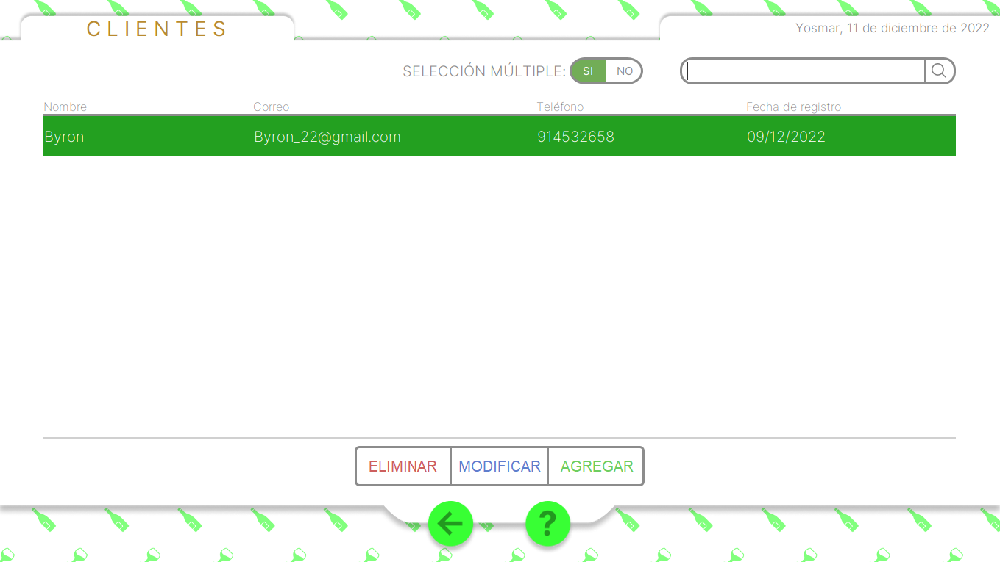 CLIENTES
Yosmar, 11 de diciembre de 2022
SELECCIÓN MÚLTIPLE: SI NO
Nombre Correo Teléfono Fecha de registro
Byron Byron_22@gmail.com 914532658 09/12/2022
ELIMINAR MODIFICAR AGREGAR
?